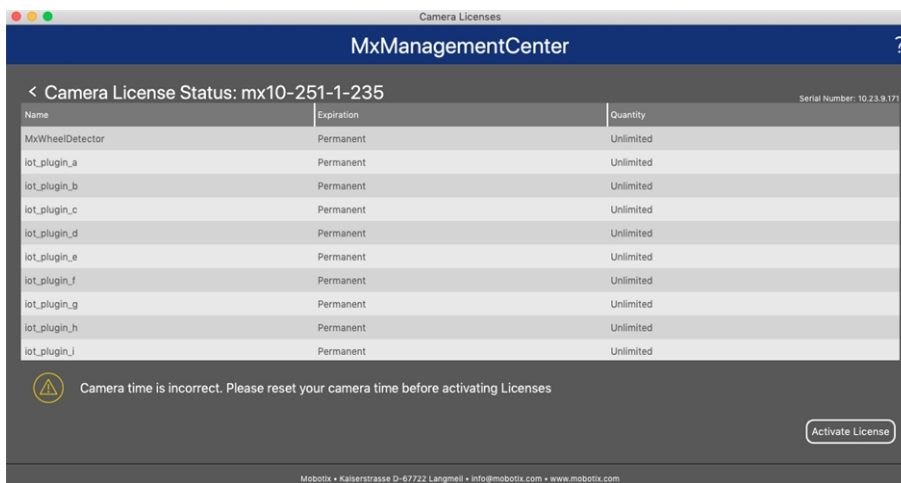 Camera Licenses
MxManagementCenter ?
< Camera License Status: mx10-251-1-235
Serial Number: 10.23.9.171
Name Expiration Quantity
MxWheelDetector Permanent Unlimited
iot_plugin_a Permanent Unlimited
iot_plugin_b Permanent Unlimited
iot_plugin_c Permanent Unlimited
iot_plugin_d Permanent Unlimited
iot_plugin_e Permanent Unlimited
iot_plugin_f Permanent Unlimited
iot_plugin_g Permanent Unlimited
iot_plugin_h Permanent Unlimited
iot_plugin_i Permanent Unlimited
Camera time is incorrect. Please reset your camera time before activating Licenses
Activate License
Mobotix • Kaiserstrasse D-67722 Langmeil • info@mobotix.com • www.mobotix.com